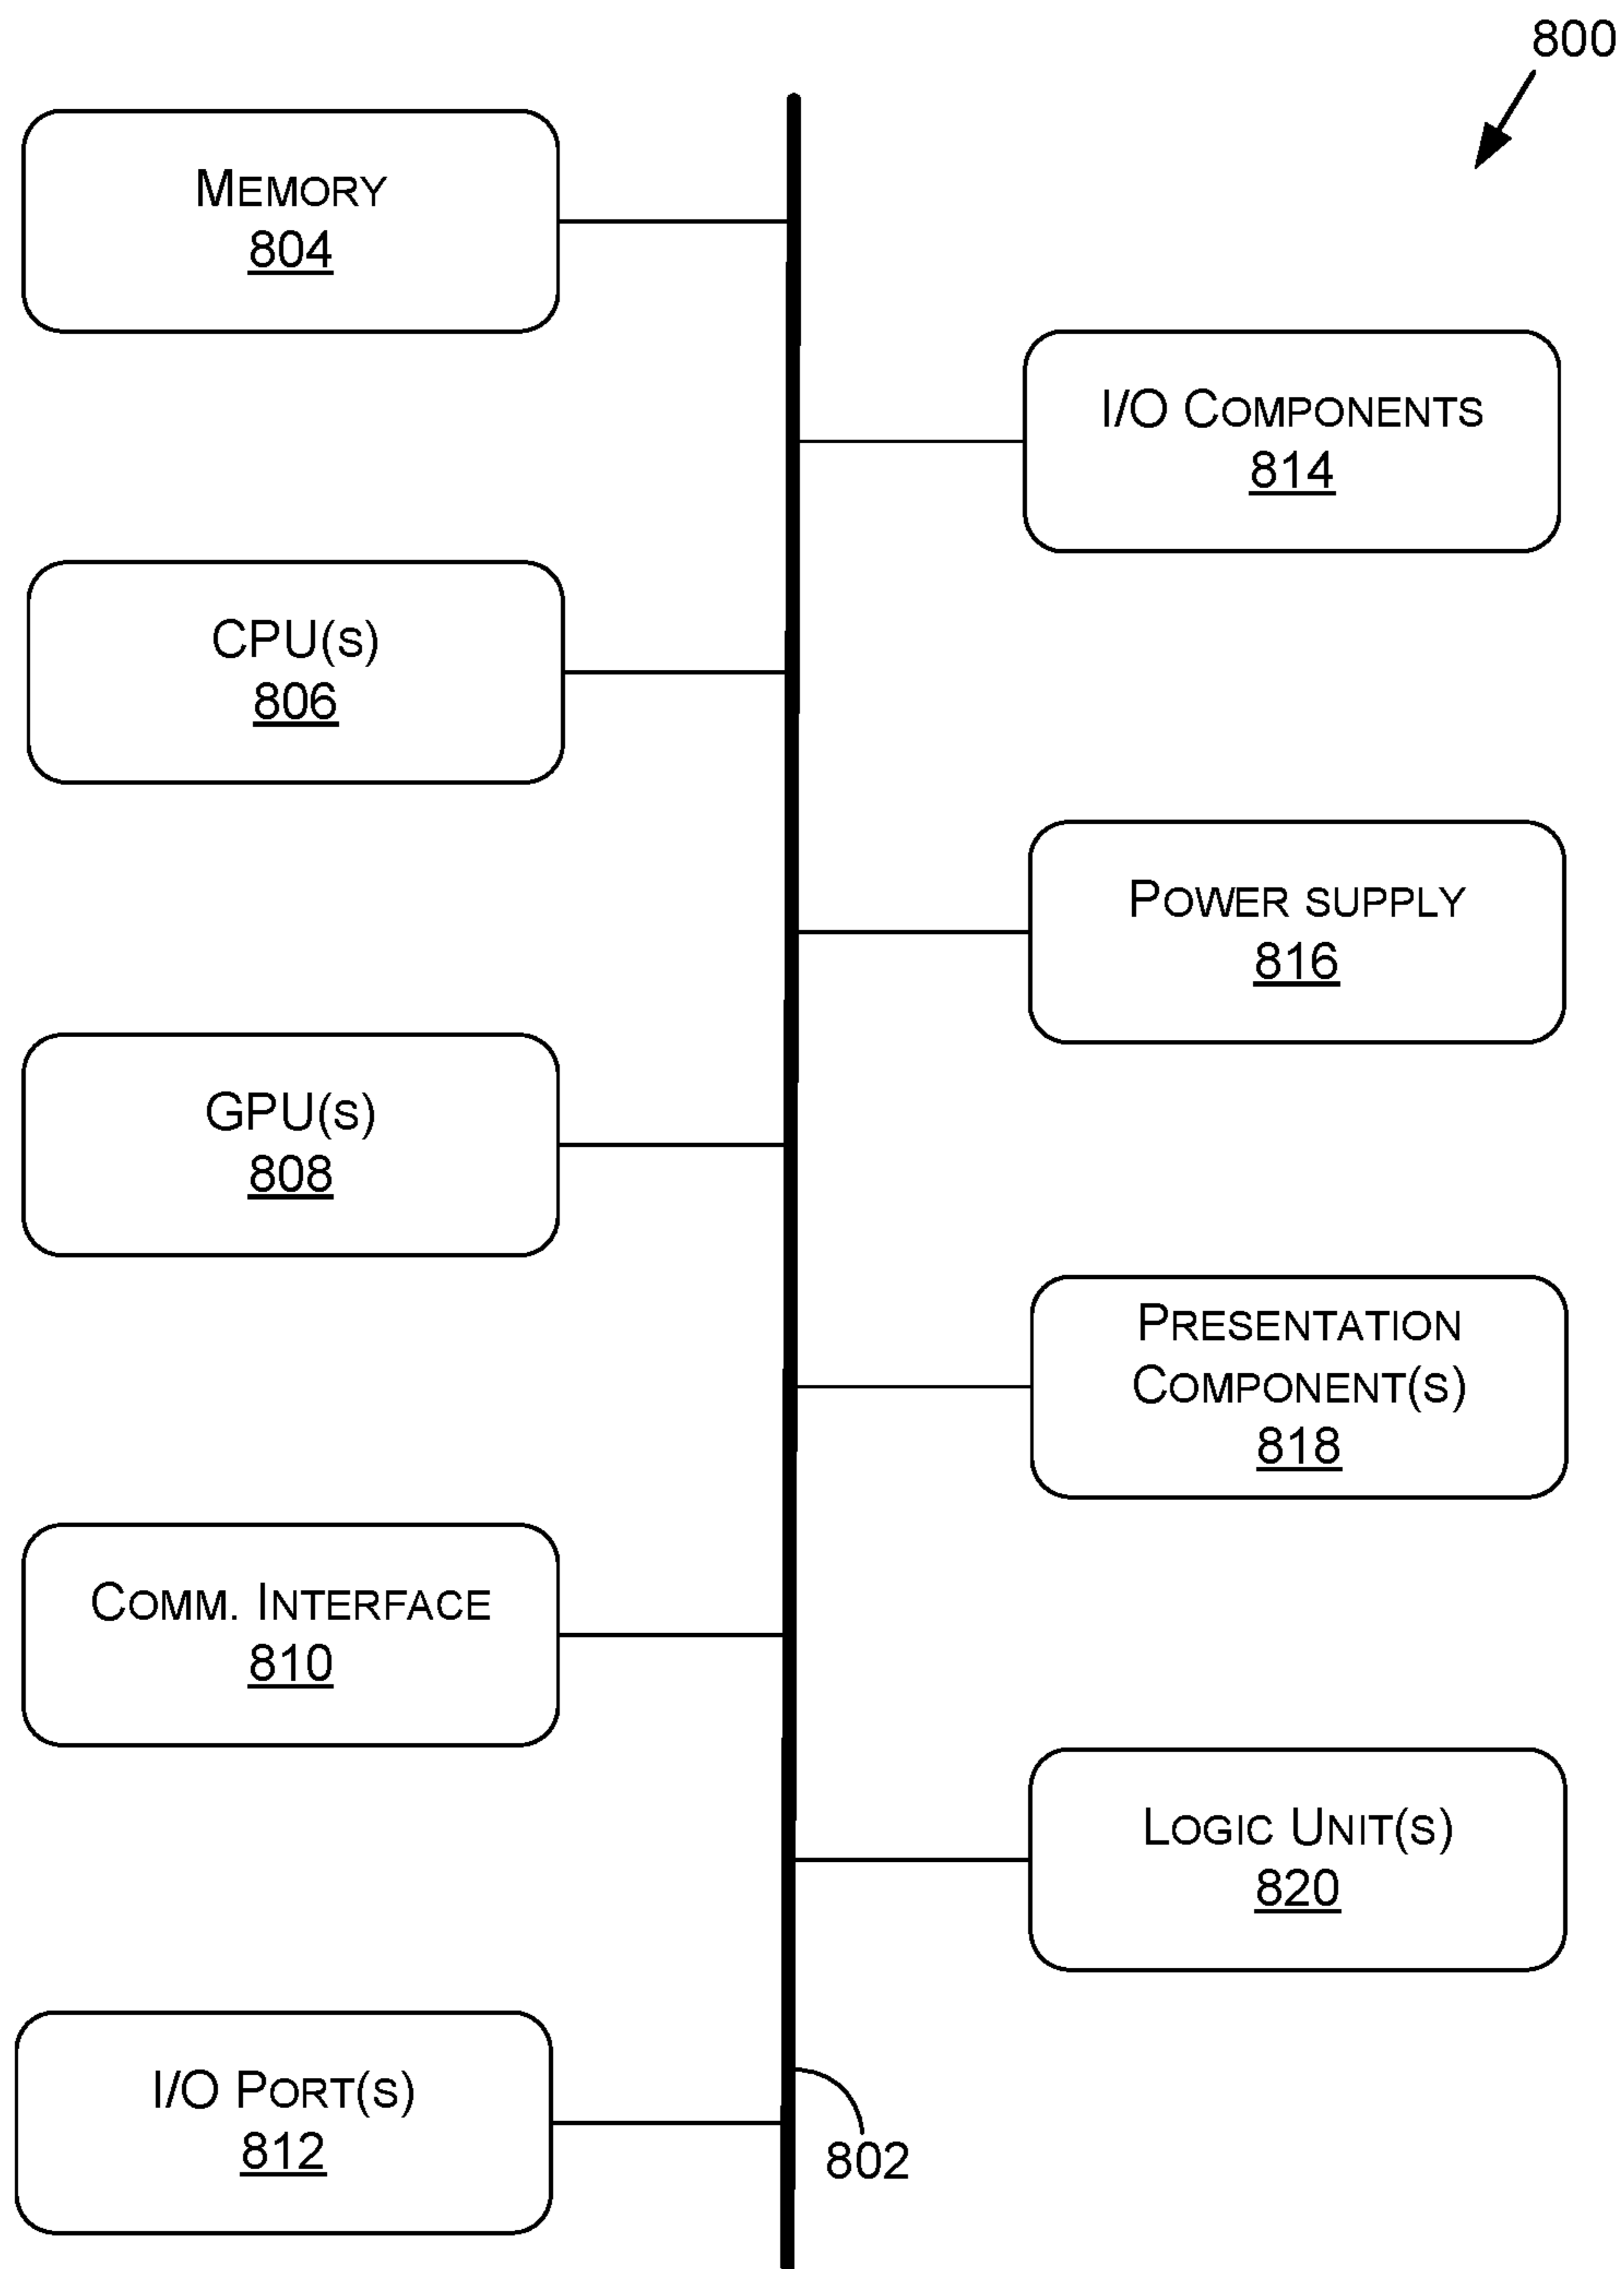 800
MEMORY
804
I/O COMPONENTS
814
CPU(S)
806
POWER SUPPLY
816
GPU(S)
808
PRESENTATION
COMPONENT(S)
818
COMM. INTERFACE
810
LOGIC UNIT(S)
820
I/O PORT(S)
812
802